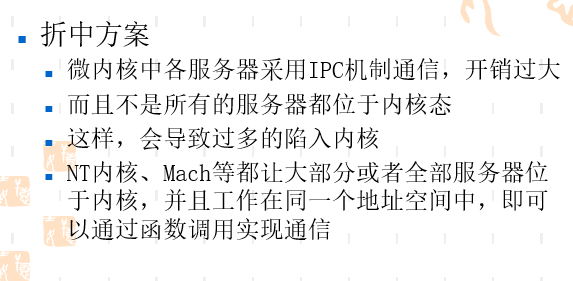 折中方案
微内核中各服务器采用IPC机制通信，开销过大
而且不是所有的服务器都位于内核态
这样，会导致过多的陷入内核
NT内核、Mach等都让大部分或者全部服务器位
于内核，并且工作在同一个地址空间中，即可
以通过函数调用实现通信